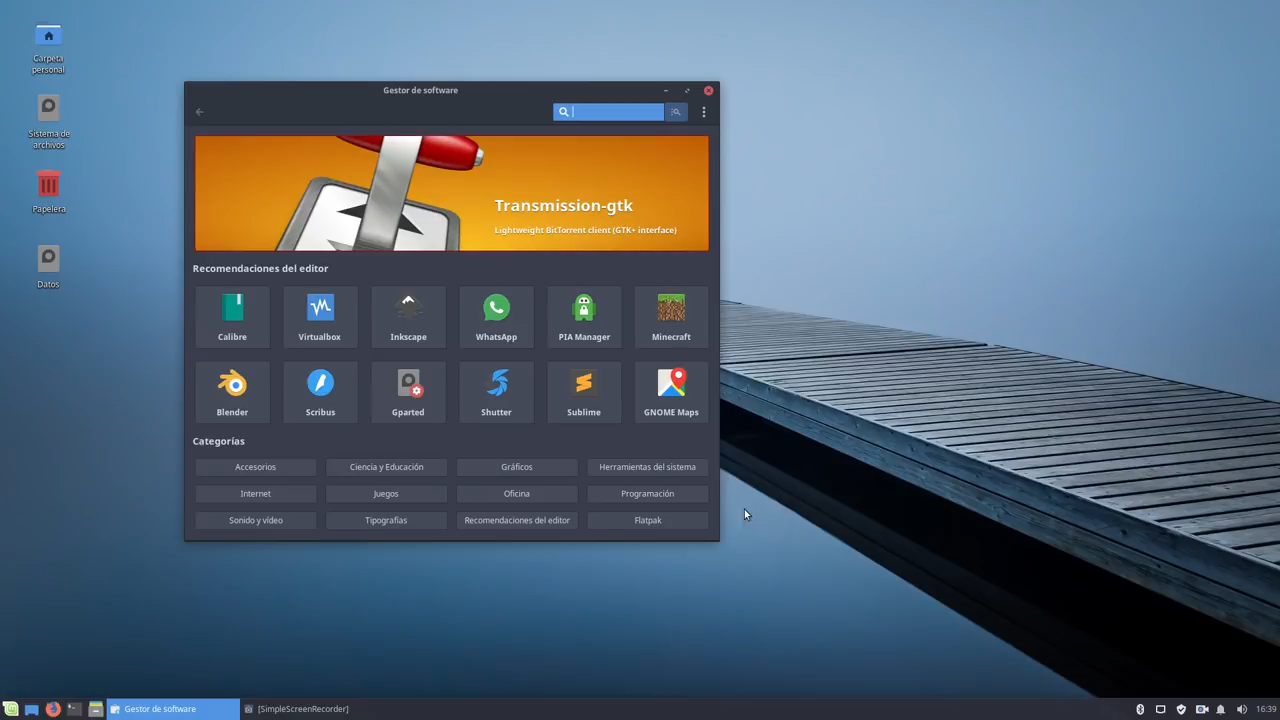 Carpeta
personal
Sistema de
archivos
Papelera
Datos
Gestor de software
Transmission-gtk
Lightweight BitTorrent client (GTK+ interface)
Recomendaciones del editor
Calibre Virtualbox Inkscape WhatsApp PIA Manager Minecraft
Blender Scribus Gparted Shutter Sublime GNOME Maps
Categorías
Accesorios Ciencia y Educación Gráficos Herramientas del sistema
Internet Juegos Oficina Programación
Sonido y vídeo Tipografías Recomendaciones del editor Flatpak
Gestor de software [SimpleScreenRecorder] 16:39